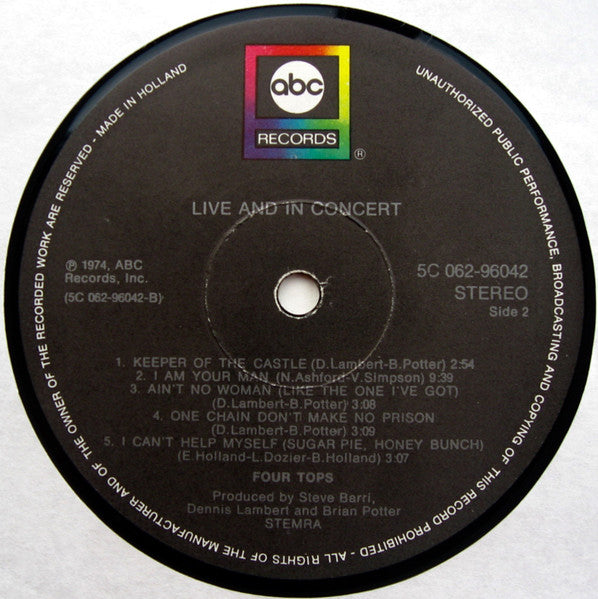 abc
RECORDS
®
LIVE AND IN CONCERT
℗ 1974, ABC
Records, Inc.
(5C 062-96042-B)
5C 062-96042
STEREO
Side 2
1. KEEPER OF THE CASTLE (D.Lambert-B.Potter) 2:54
2. I AM YOUR MAN (N.Ashford-V.Simpson) 9:39
3. AIN'T NO WOMAN (LIKE THE ONE I'VE GOT)
(D.Lambert-B.Potter) 3:08
4. ONE CHAIN DON'T MAKE NO PRISON
(D.Lambert-B.Potter) 3:09
5. I CAN'T HELP MYSELF (SUGAR PIE, HONEY BUNCH)
(E.Holland-L.Dozier-B.Holland) 3:07
FOUR TOPS
Produced by Steve Barri,
Dennis Lambert and Brian Potter
STEMRA
UNAUTHORIZED PUBLIC PERFORMANCE, BROADCASTING AND COPYING OF THIS RECORD PROHIBITED - ALL RIGHTS OF THE MANUFACTURER AND OF THE OWNER OF THE RECORDED WORK ARE RESERVED - MADE IN HOLLAND